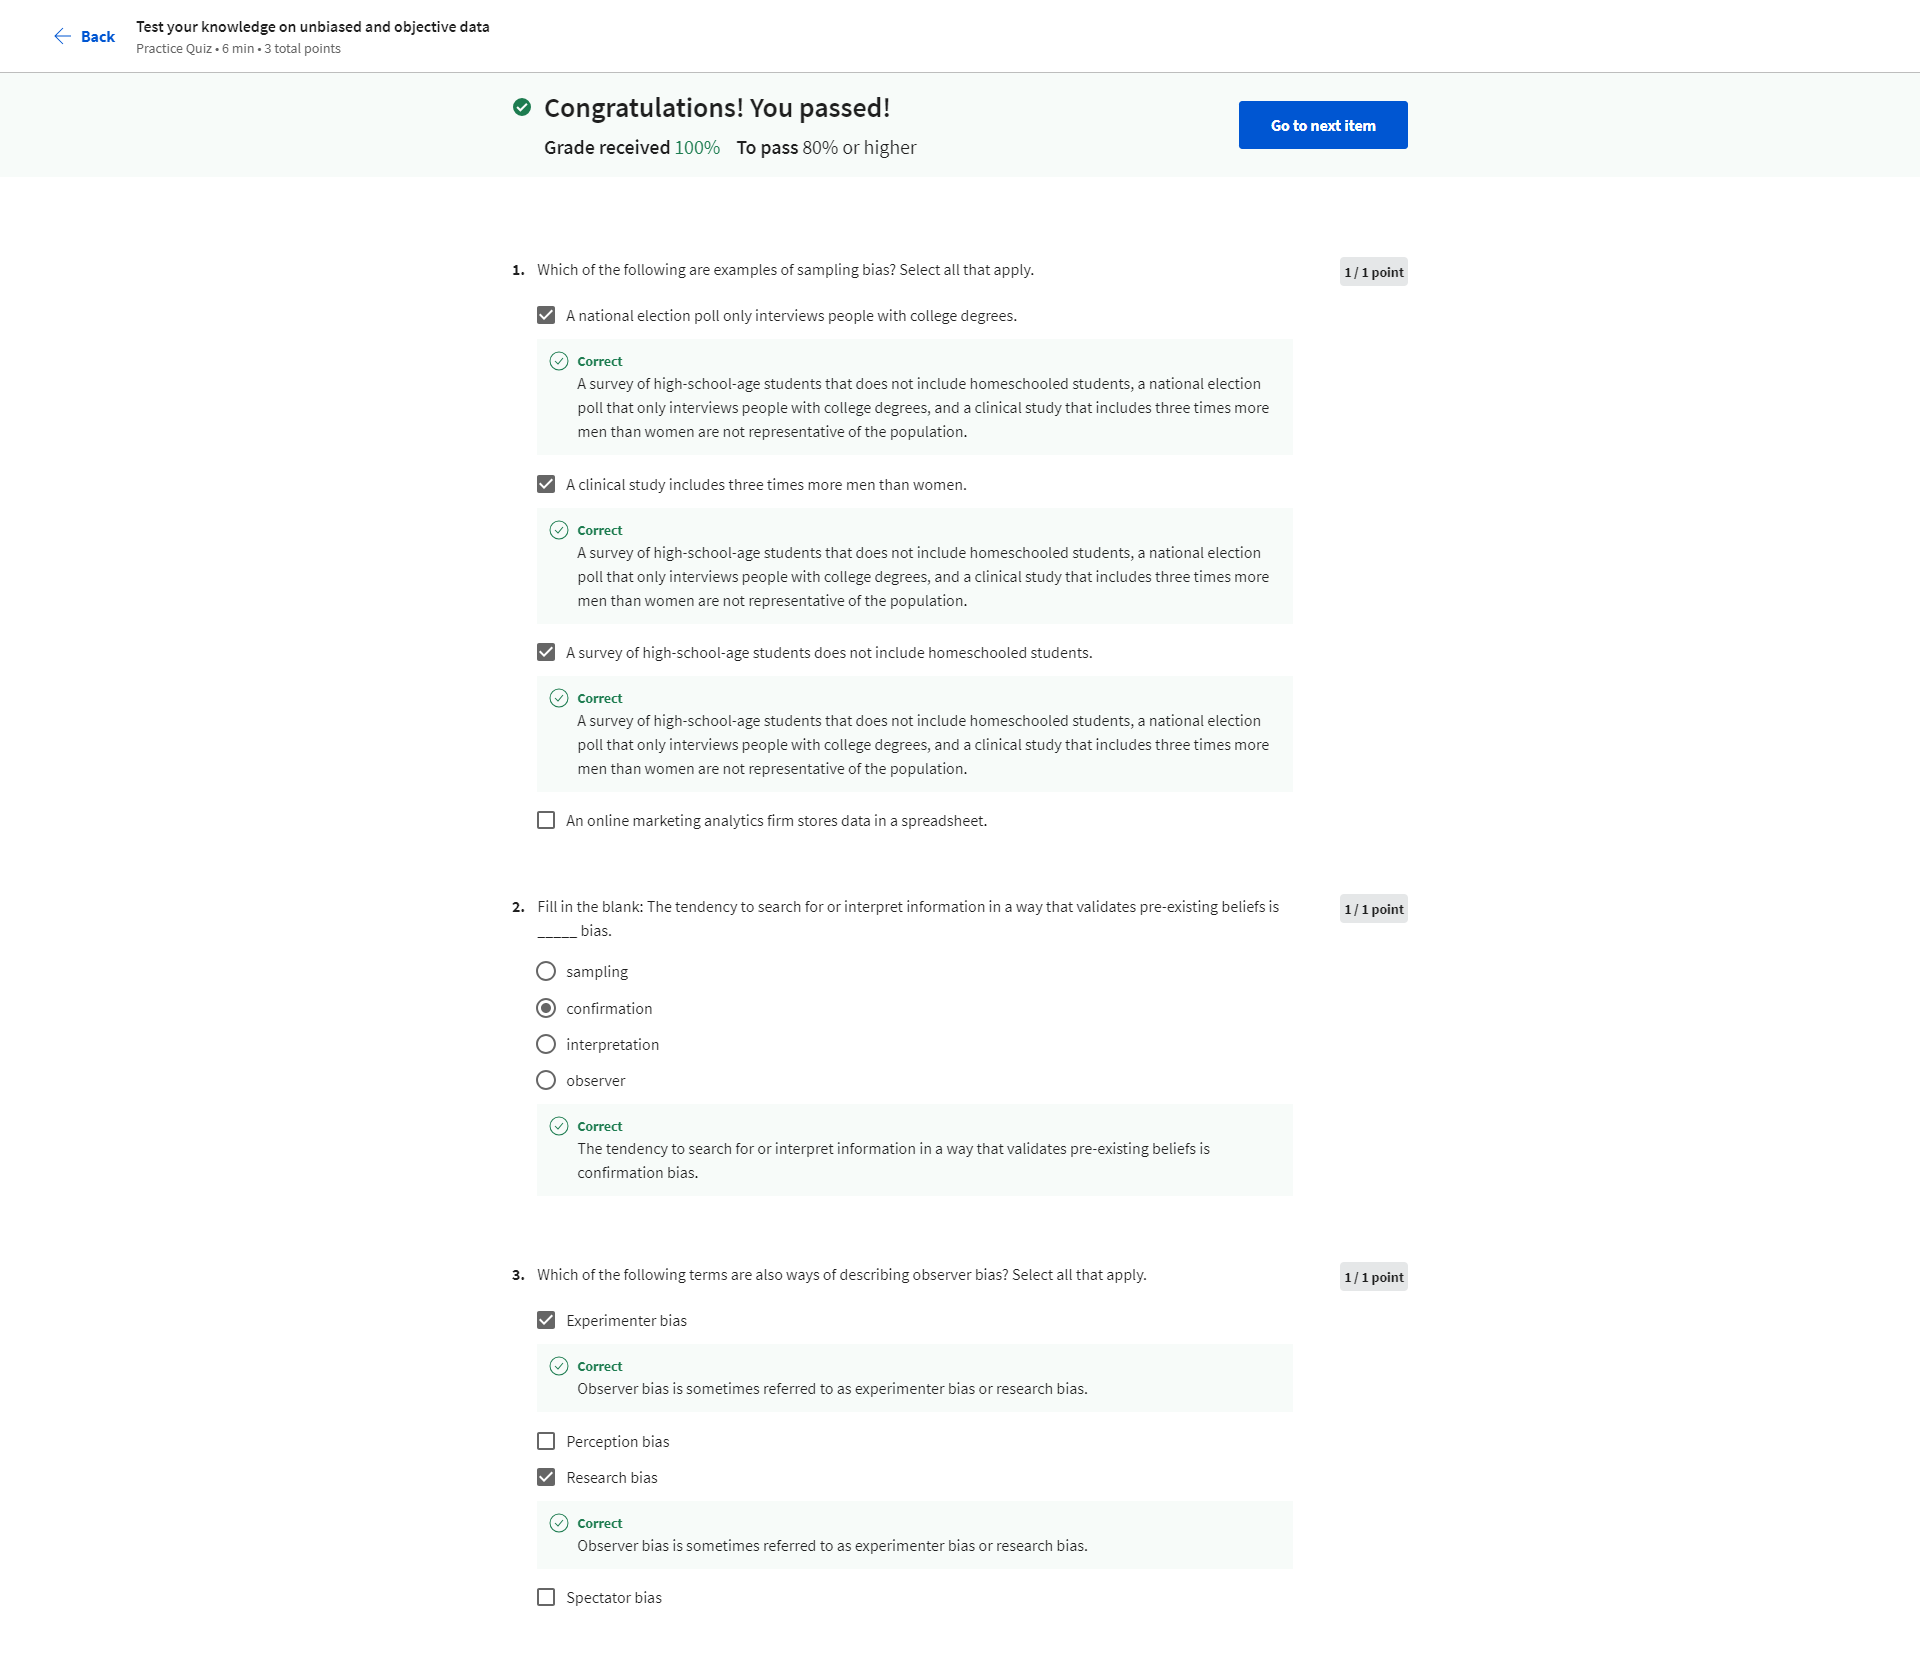 Back
Test your knowledge on unbiased and objective data
Practice Quiz • 6 min • 3 total points
Congratulations! You passed!
Grade received 100% To pass 80% or higher
Go to next item
1. Which of the following are examples of sampling bias? Select all that apply.
1 / 1 point
A national election poll only interviews people with college degrees.
Correct
A survey of high-school-age students that does not include homeschooled students, a national election
poll that only interviews people with college degrees, and a clinical study that includes three times more
men than women are not representative of the population.
A clinical study includes three times more men than women.
Correct
A survey of high-school-age students that does not include homeschooled students, a national election
poll that only interviews people with college degrees, and a clinical study that includes three times more
men than women are not representative of the population.
A survey of high-school-age students does not include homeschooled students.
Correct
A survey of high-school-age students that does not include homeschooled students, a national election
poll that only interviews people with college degrees, and a clinical study that includes three times more
men than women are not representative of the population.
An online marketing analytics firm stores data in a spreadsheet.
2. Fill in the blank: The tendency to search for or interpret information in a way that validates pre-existing beliefs is
_____ bias.
1 / 1 point
sampling
confirmation
interpretation
observer
Correct
The tendency to search for or interpret information in a way that validates pre-existing beliefs is
confirmation bias.
3. Which of the following terms are also ways of describing observer bias? Select all that apply.
1 / 1 point
Experimenter bias
Correct
Observer bias is sometimes referred to as experimenter bias or research bias.
Perception bias
Research bias
Correct
Observer bias is sometimes referred to as experimenter bias or research bias.
Spectator bias